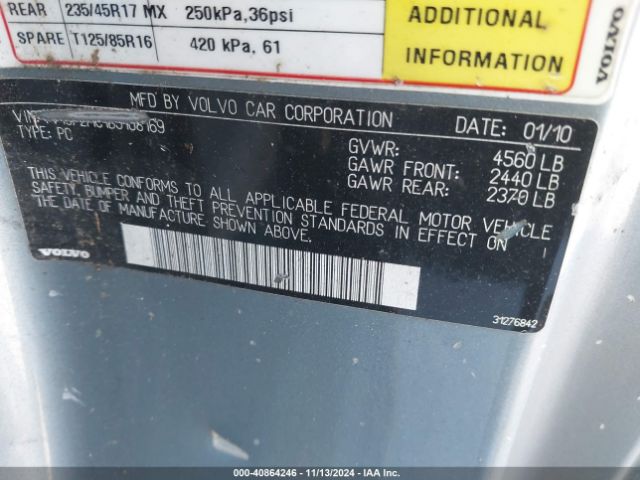 REAR 235/45R17 MX 250kPa,36psi
SPARE T125/85R16 420 kPa, 61
ADDITIONAL
INFORMATION
VOLVO
MFD BY VOLVO CAR CORPORATION DATE: 01/10
VIN:
TYPE: PC
GVWR: 4560 LB
GAWR FRONT: 2440 LB
GAWR REAR: 2370 LB
THIS VEHICLE CONFORMS TO ALL APPLICABLE FEDERAL MOTOR VEHICLE
SAFETY, BUMPER AND THEFT PREVENTION STANDARDS IN EFFECT ON
THE DATE OF MANUFACTURE SHOWN ABOVE.
VOLVO
31276842
000-40864246 - 11/13/2024 - IAA Inc.